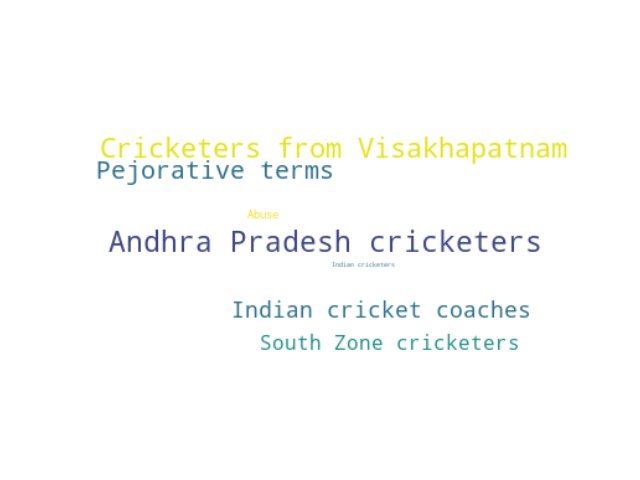 Cricketers from Visakhapatnam
Pejorative terms
Abuse
Andhra Pradesh cricketers
Indian cricketers
Indian cricket coaches
South Zone cricketers